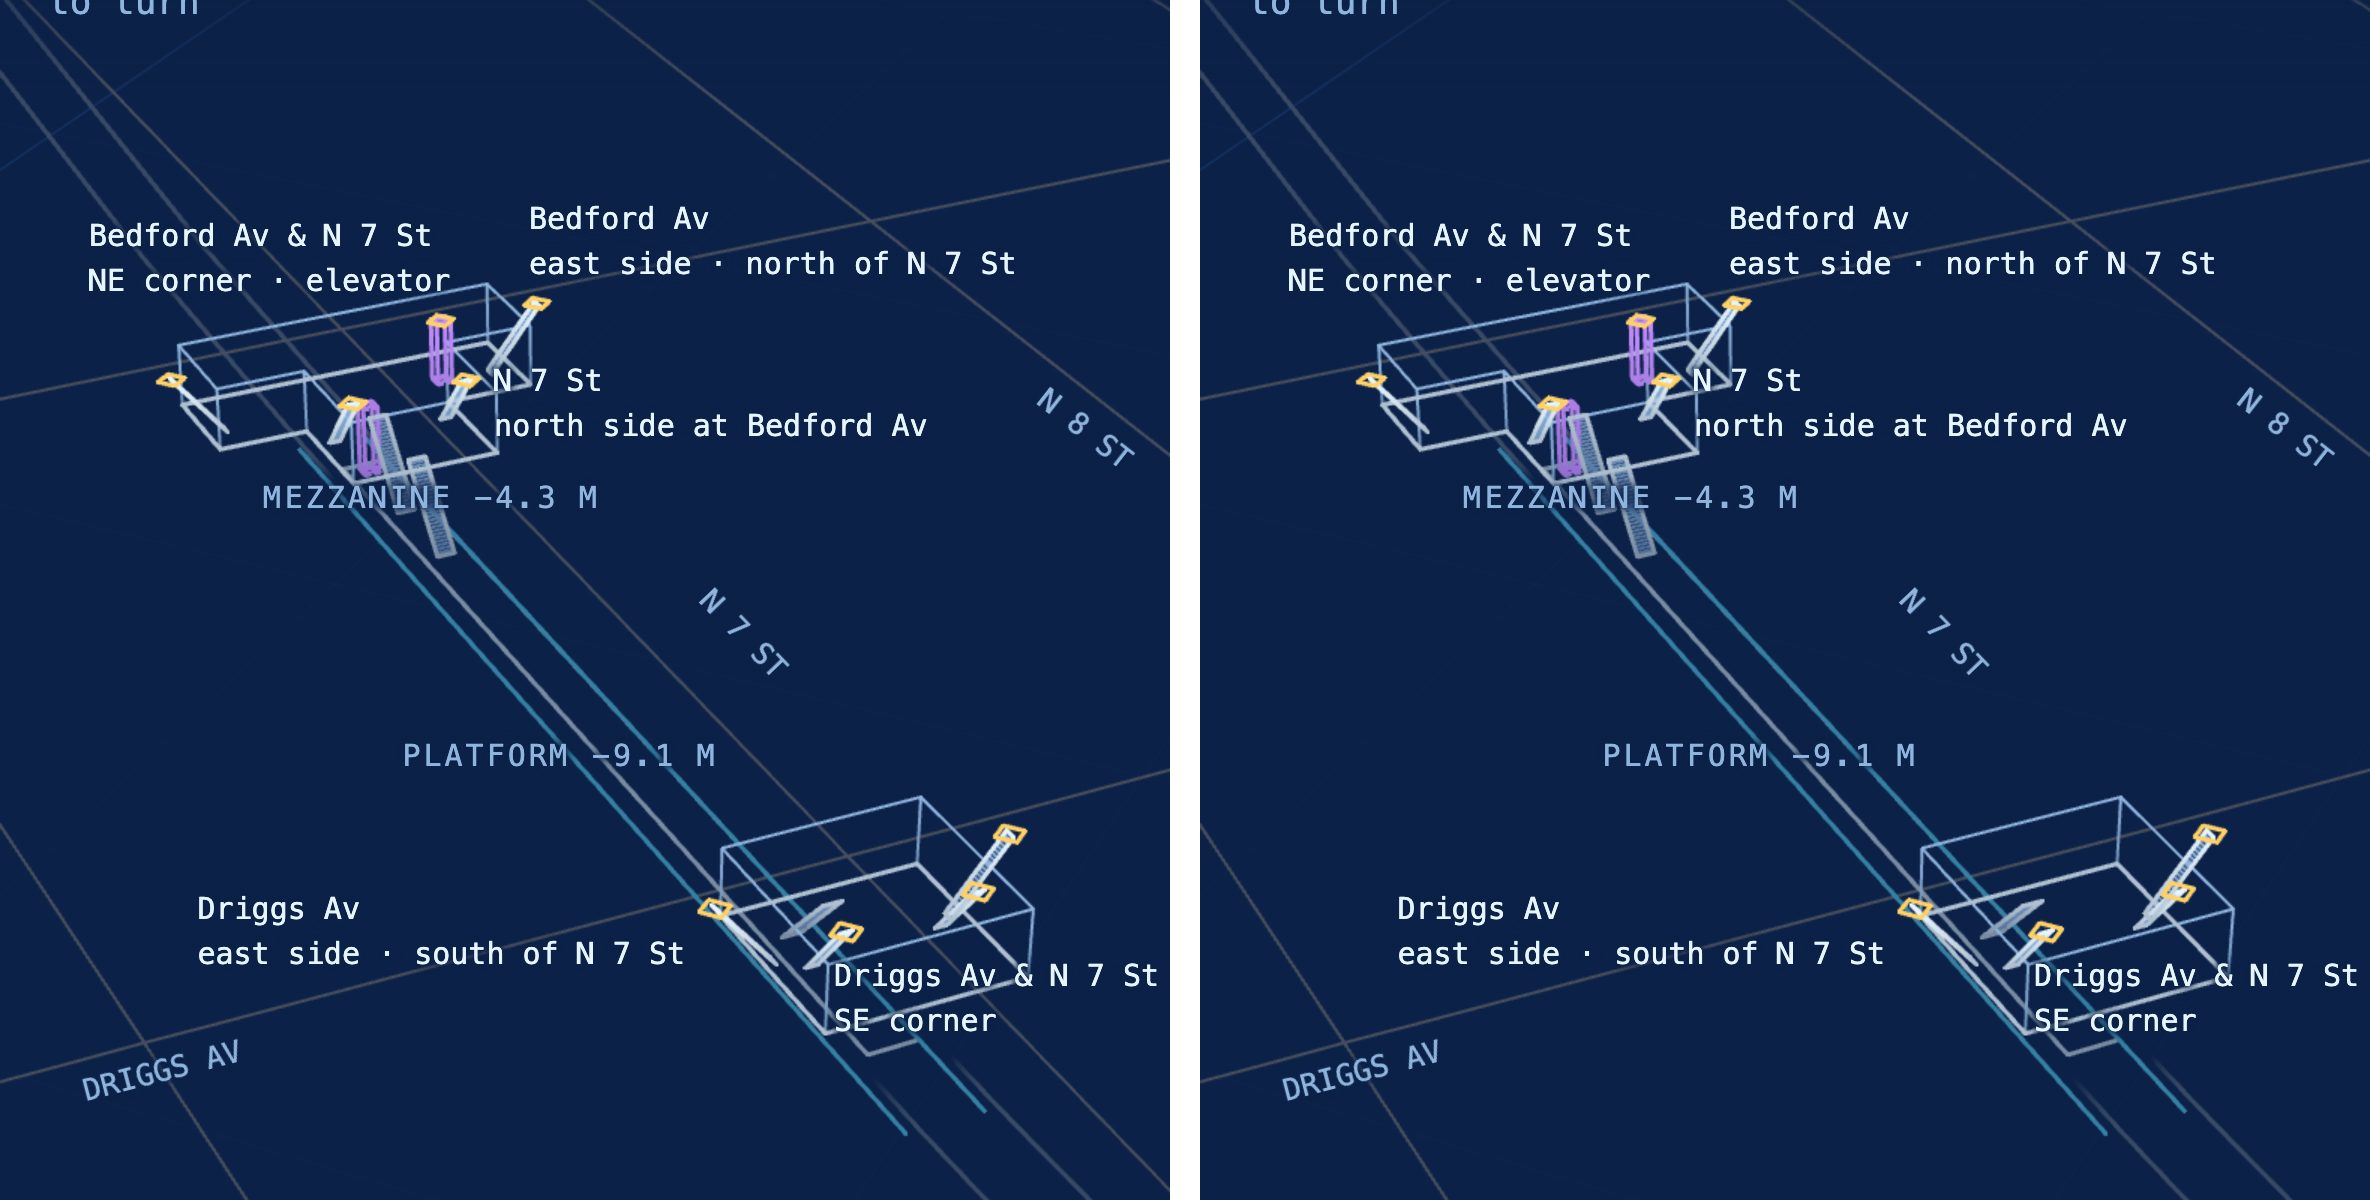 to turn
Bedford Av & N 7 St
NE corner · elevator
Bedford Av
east side · north of N 7 St
N 7 St
north side at Bedford Av
N 8 ST
MEZZANINE −4.3 M
N 7 ST
PLATFORM −9.1 M
Driggs Av
east side · south of N 7 St
Driggs Av & N 7 St
SE corner
DRIGGS AV
to turn
Bedford Av & N 7 St
NE corner · elevator
Bedford Av
east side · north of N 7 St
N 7 St
north side at Bedford Av
N 8 ST
MEZZANINE −4.3 M
N 7 ST
PLATFORM −9.1 M
Driggs Av
east side · south of N 7 St
Driggs Av & N 7 St
SE corner
DRIGGS AV